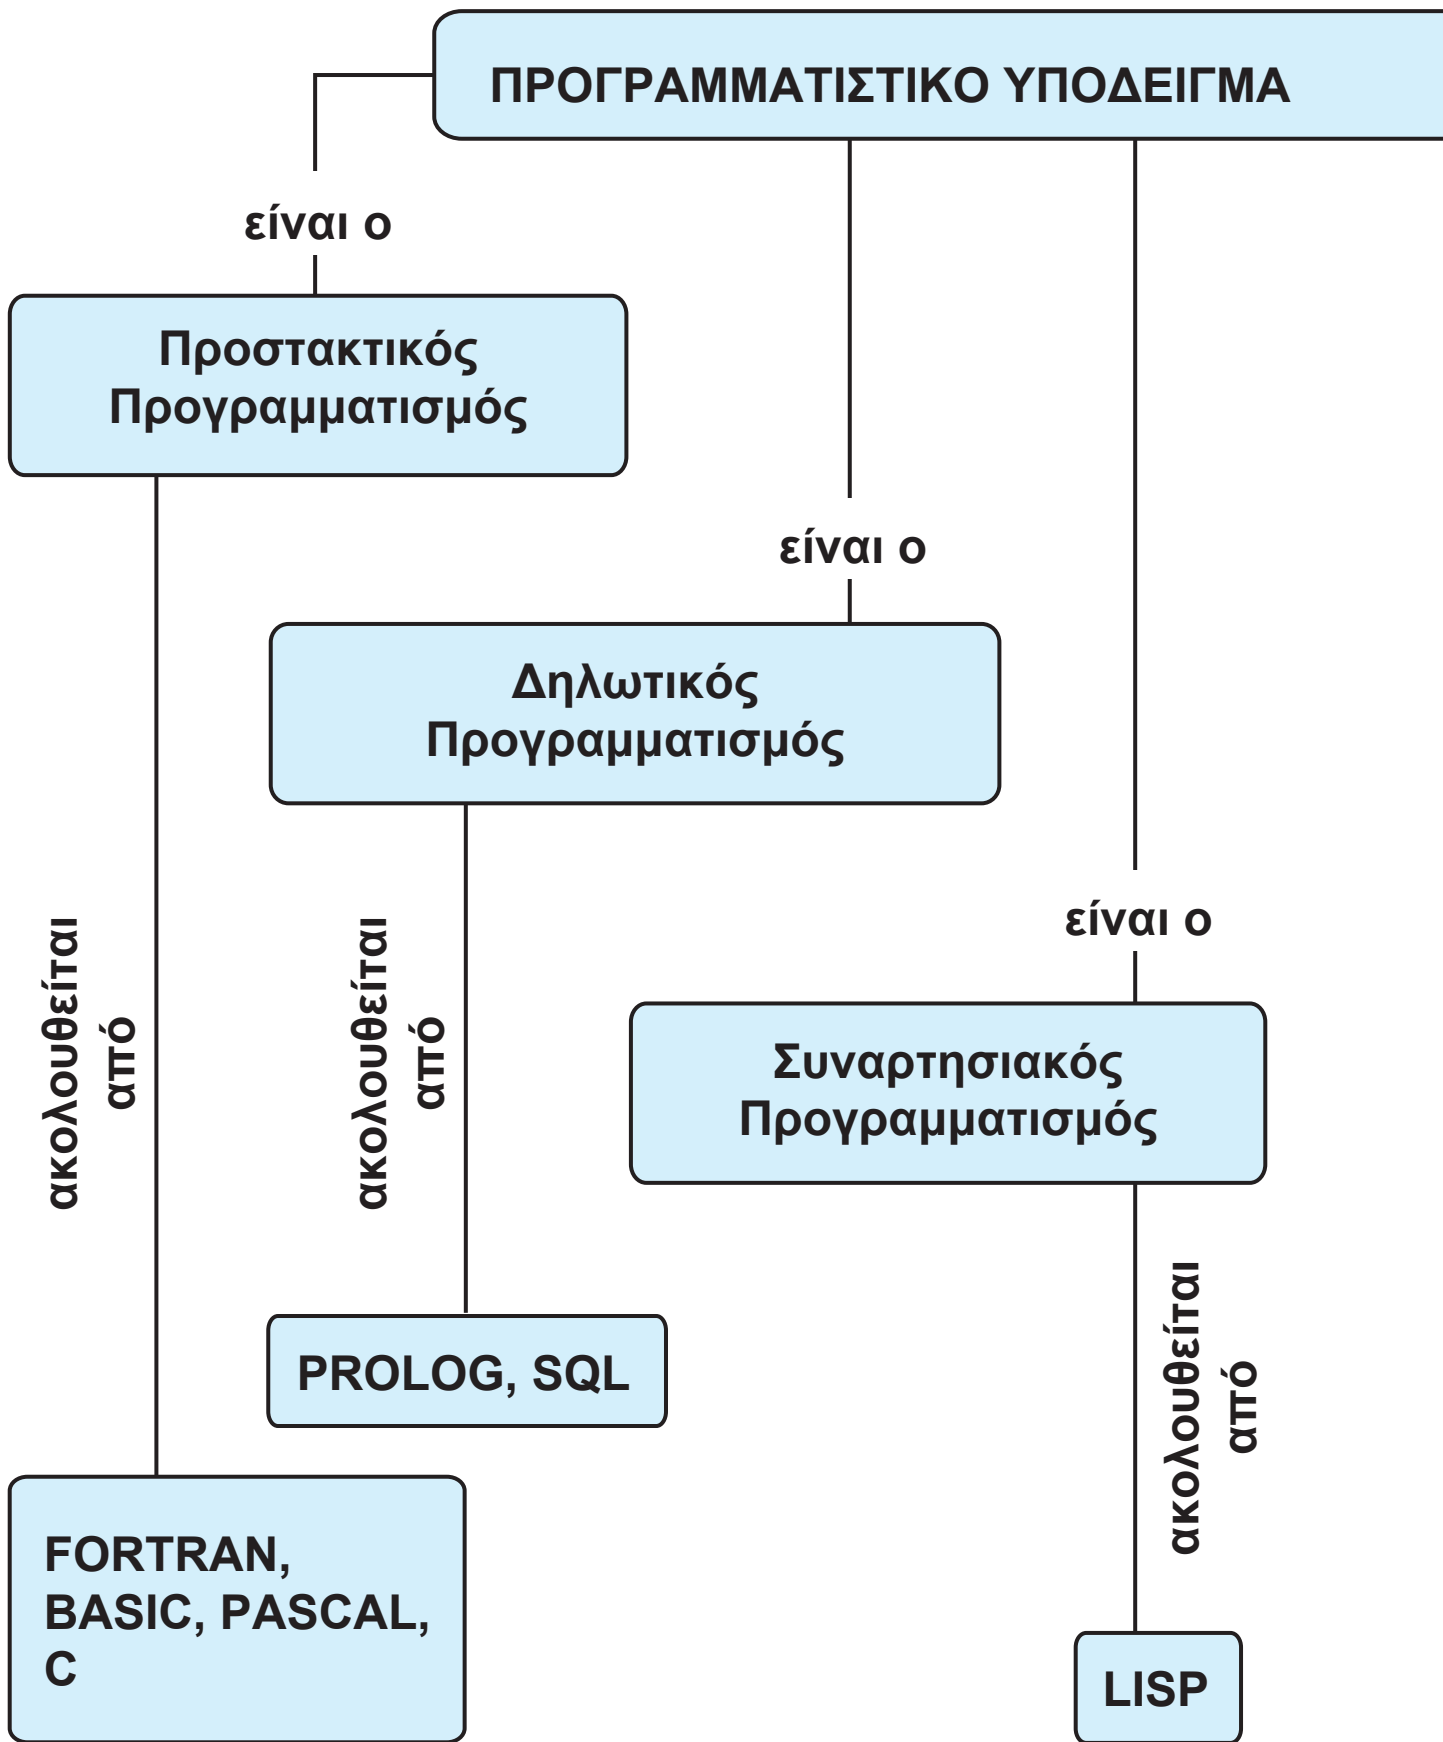 ΠΡΟΓΡΑΜΜΑΤΙΣΤΙΚΟ ΥΠΟΔΕΙΓΜΑ
είναι ο
Προστακτικός
Προγραμματισμός
είναι ο
Δηλωτικός
Προγραμματισμός
είναι ο
Συναρτησιακός
Προγραμματισμός
ακολουθείται
από
ακολουθείται
από
ακολουθείται
από
PROLOG, SQL
FORTRAN,
BASIC, PASCAL,
C
LISP